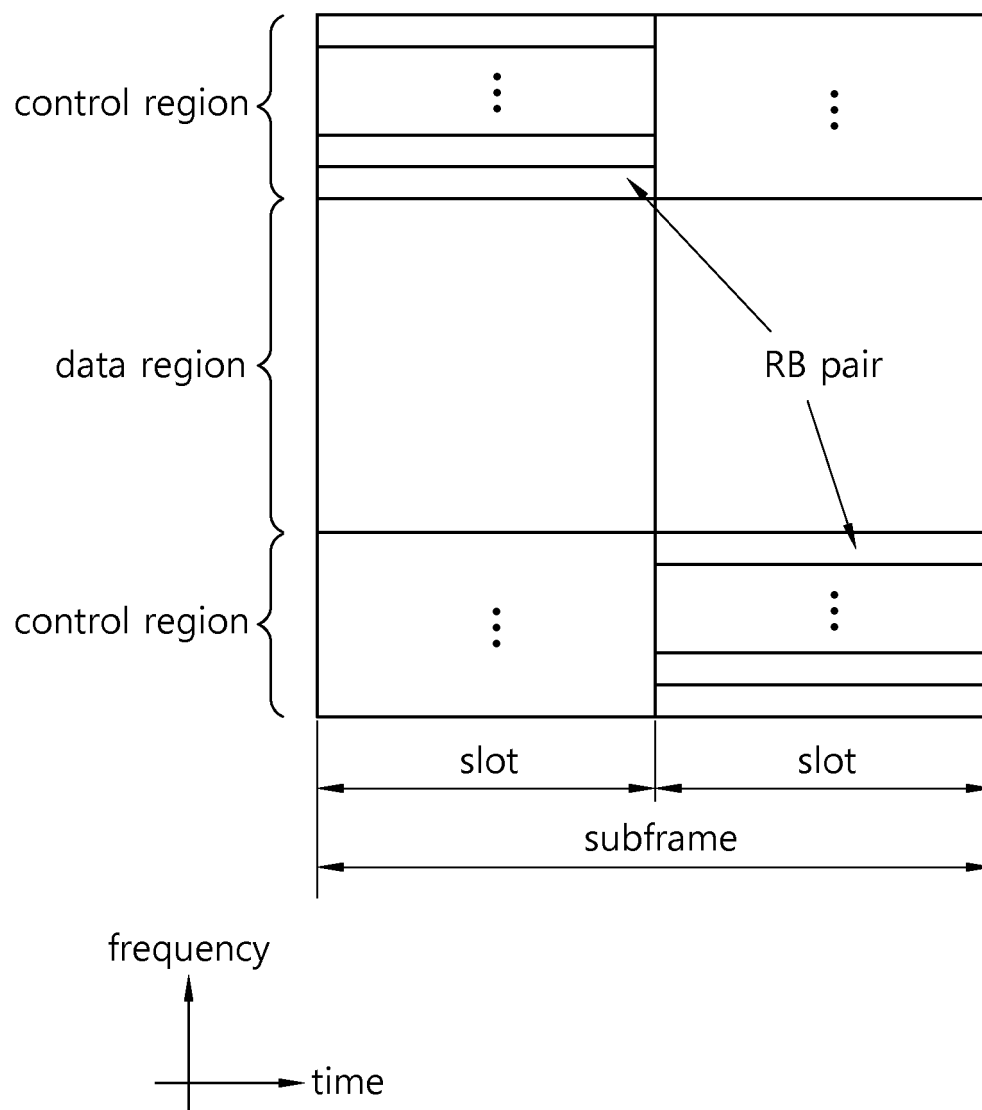 control region
data region
RB pair
control region
slot
slot
subframe
frequency
time